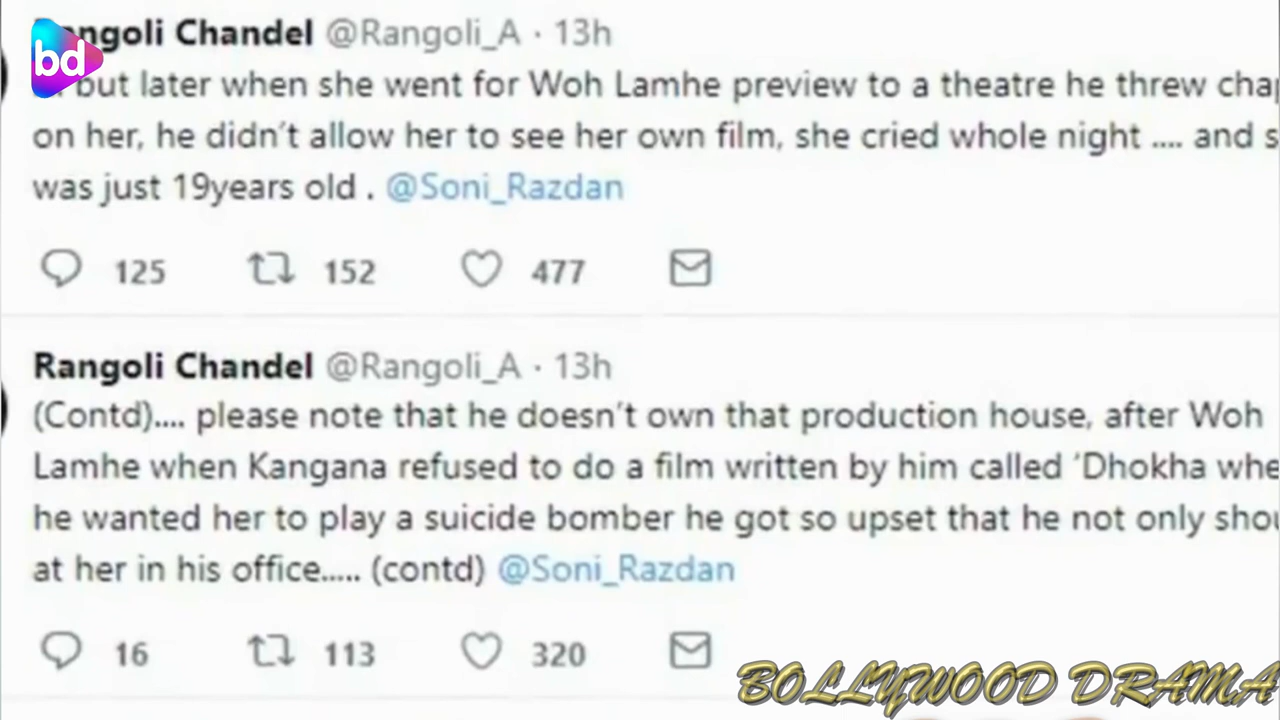 bd
ngoli Chandel @Rangoli_A · 13h
but later when she went for Woh Lamhe preview to a theatre he threw
on her, he didn't allow her to see her own film, she cried whole night .... and
was just 19years old . @Soni_Razdan
125 152 477
Rangoli Chandel @Rangoli_A · 13h
(Contd).... please note that he doesn't own that production house, after Woh
Lamhe when Kangana refused to do a film written by him called 'Dhokha
he wanted her to play a suicide bomber he got so upset that he not only
at her in his office..... (contd) @Soni_Razdan
16 113 320
BOLLYWOOD DRAMA